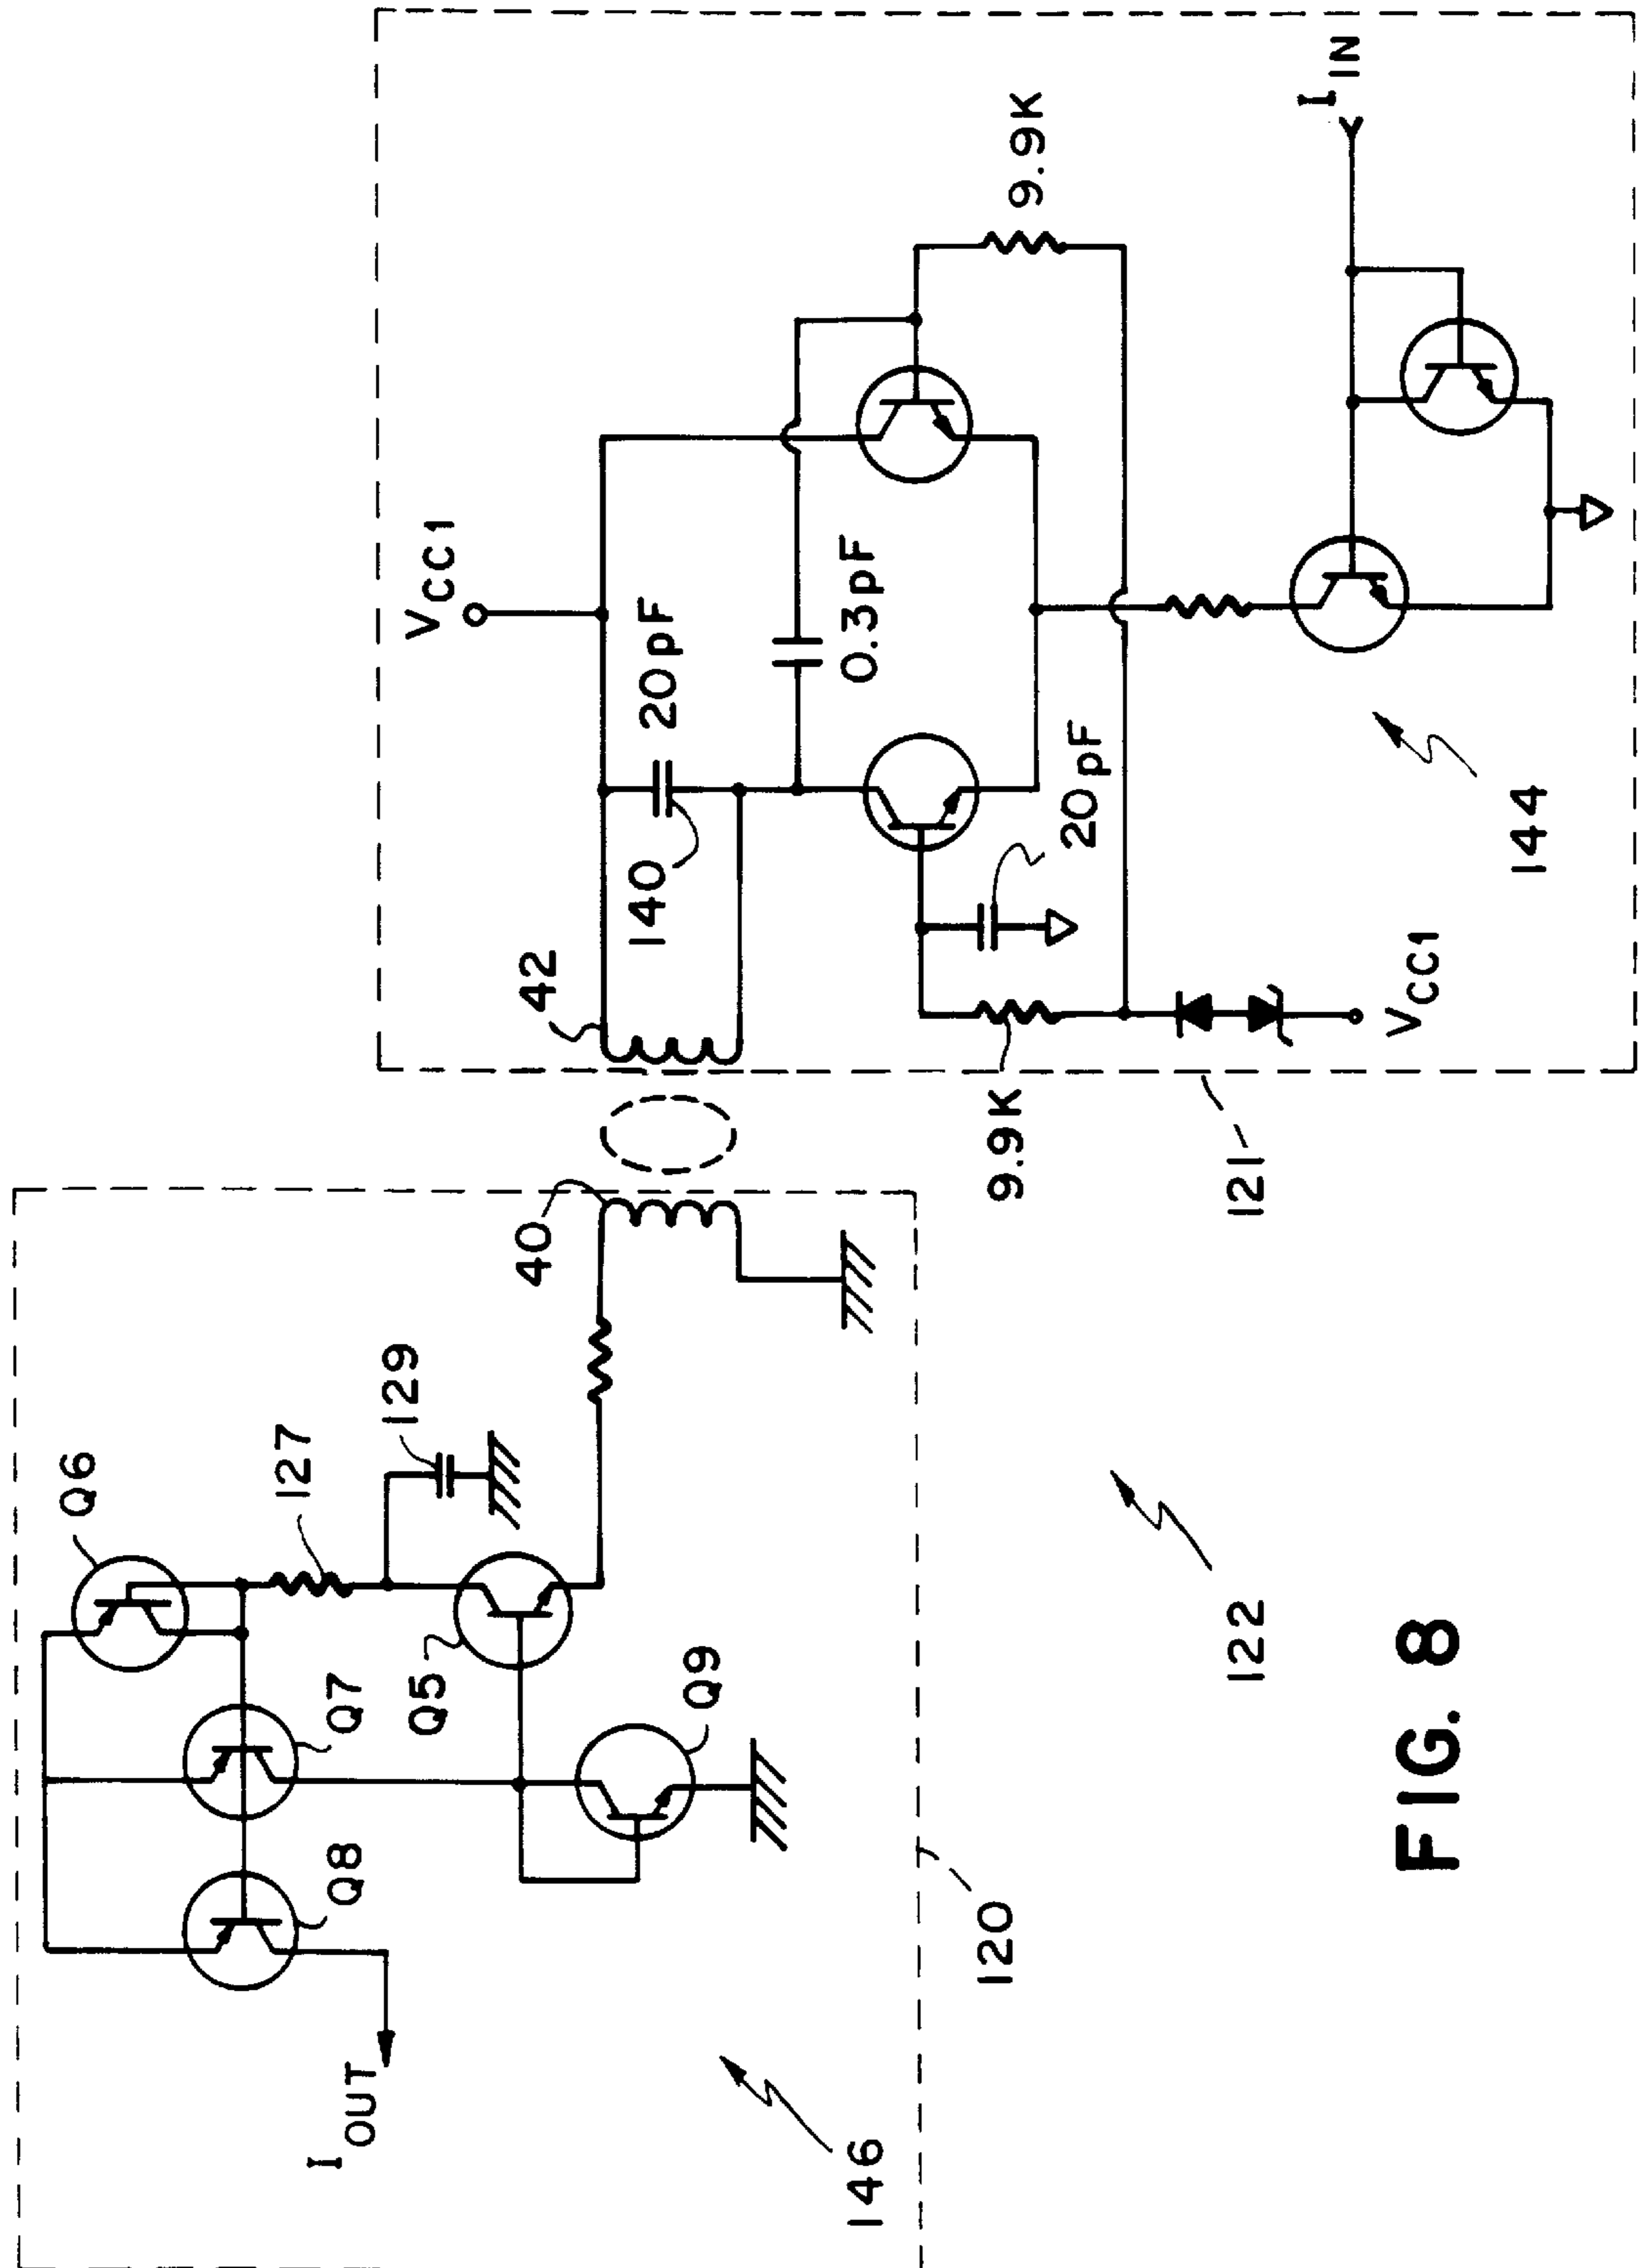 Q6
127
129
Q7
Q5
Q9
Q8
I OUT
146
120
40
122
FIG. 8
V CC1
42
140
20pF
0.3pF
9.9K
20pF
9.9K
V CC1
121
144
I IN